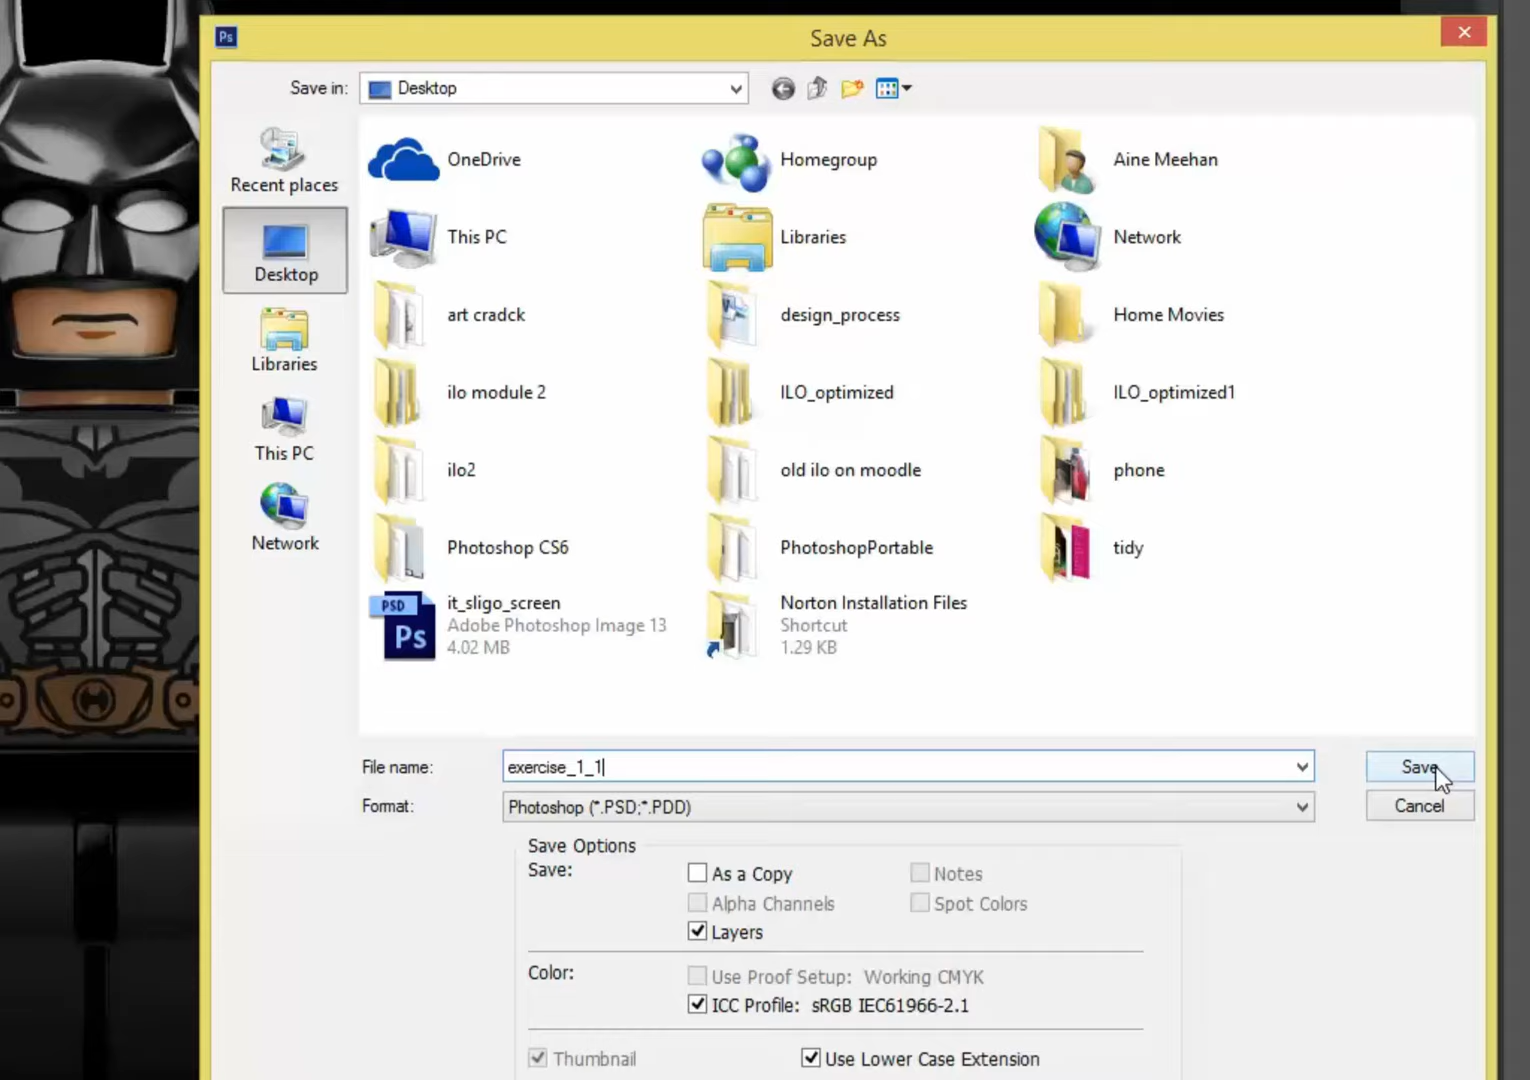 Ps
Save As
Save in:
Desktop
Recent places
Desktop
Libraries
This PC
Network
OneDrive
Homegroup
Aine Meehan
This PC
Libraries
Network
art cradck
design_process
Home Movies
ilo module 2
ILO_optimized
ILO_optimized1
ilo2
old ilo on moodle
phone
Photoshop CS6
PhotoshopPortable
tidy
PSD
Ps
it_sligo_screen
Adobe Photoshop Image 13
4.02 MB
Norton Installation Files
Shortcut
1.29 KB
File name:
exercise_1_1
Save
Format:
Photoshop (*.PSD;*.PDD)
Cancel
Save Options
Save:
As a Copy
Notes
Alpha Channels
Spot Colors
Layers
Color:
Use Proof Setup: Working CMYK
ICC Profile: sRGB IEC61966-2.1
Thumbnail
Use Lower Case Extension